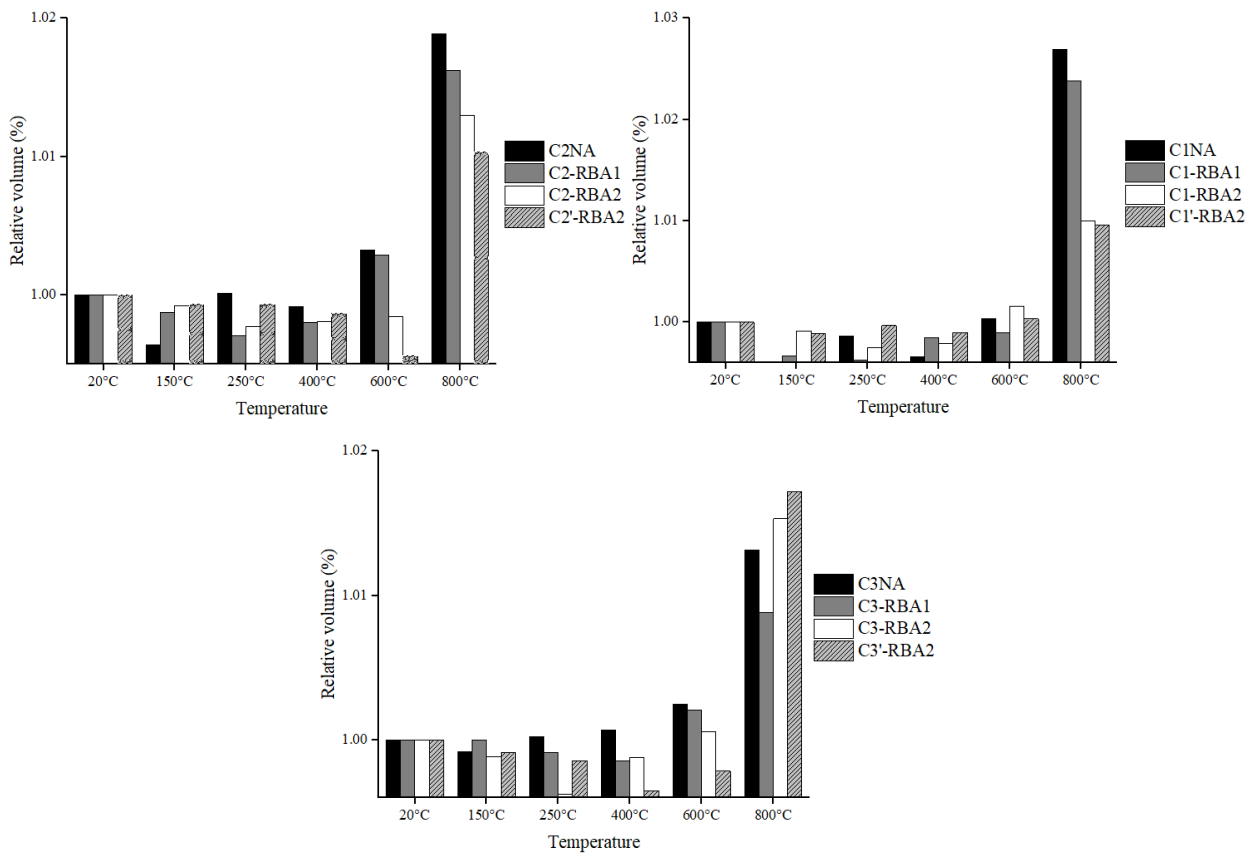 1.02
1.01
1.00
Relative volume (%)
20°C 150°C 250°C 400°C 600°C 800°C
Temperature
C2NA
C2-RBA1
C2-RBA2
C2'-RBA2
1.03
1.02
1.01
1.00
Relative volume (%)
20°C 150°C 250°C 400°C 600°C 800°C
Temperature
C1NA
C1-RBA1
C1-RBA2
C1'-RBA2
1.02
1.01
1.00
Relative volume (%)
20°C 150°C 250°C 400°C 600°C 800°C
Temperature
C3NA
C3-RBA1
C3-RBA2
C3'-RBA2